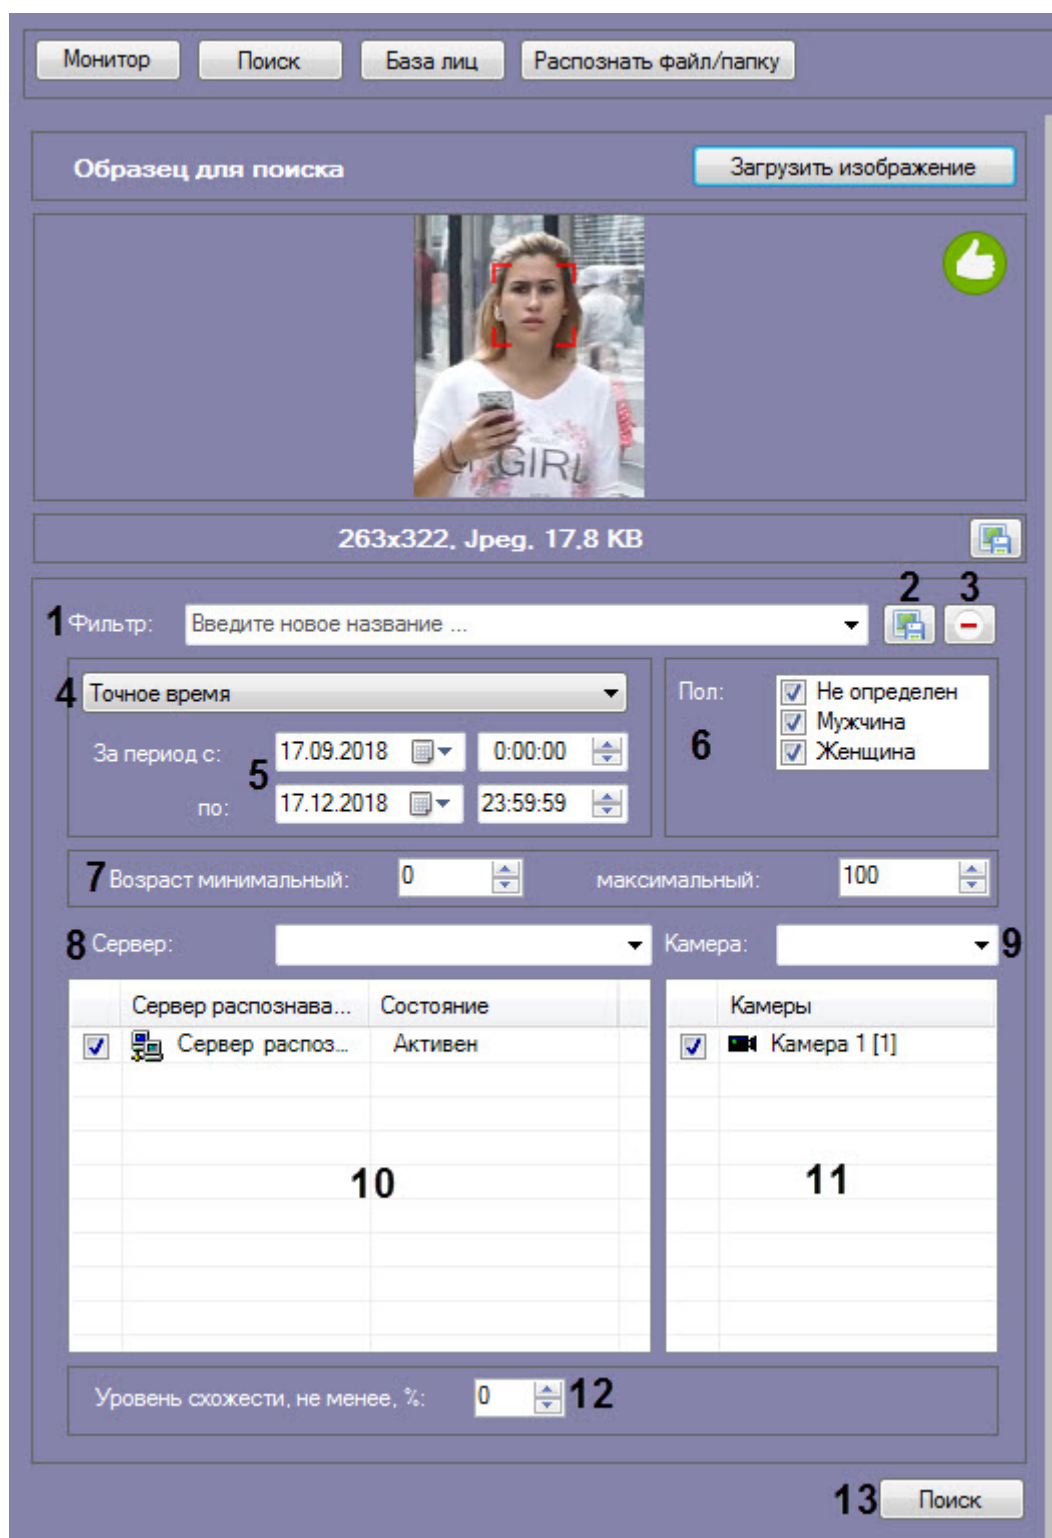 Монитор Поиск База лиц Распознать файл/папку
Образец для поиска Загрузить изображение
GIRL
263x322, Jpeg, 17,8 KB
2 3
1 Фильтр: Введите новое название ...
4 Точное время
Пол: Не определен
Мужчина
6 Женщина
За период с: 17.09.2018 0:00:00
5
по: 17.12.2018 23:59:59
7 Возраст минимальный: 0 максимальный: 100
8 Сервер: Камера: 9
Сервер распознава... Состояние Камеры
Сервер распоз... Активен Камера 1 [1]
10 11
Уровень схожести, не менее, %: 0 12
13 Поиск